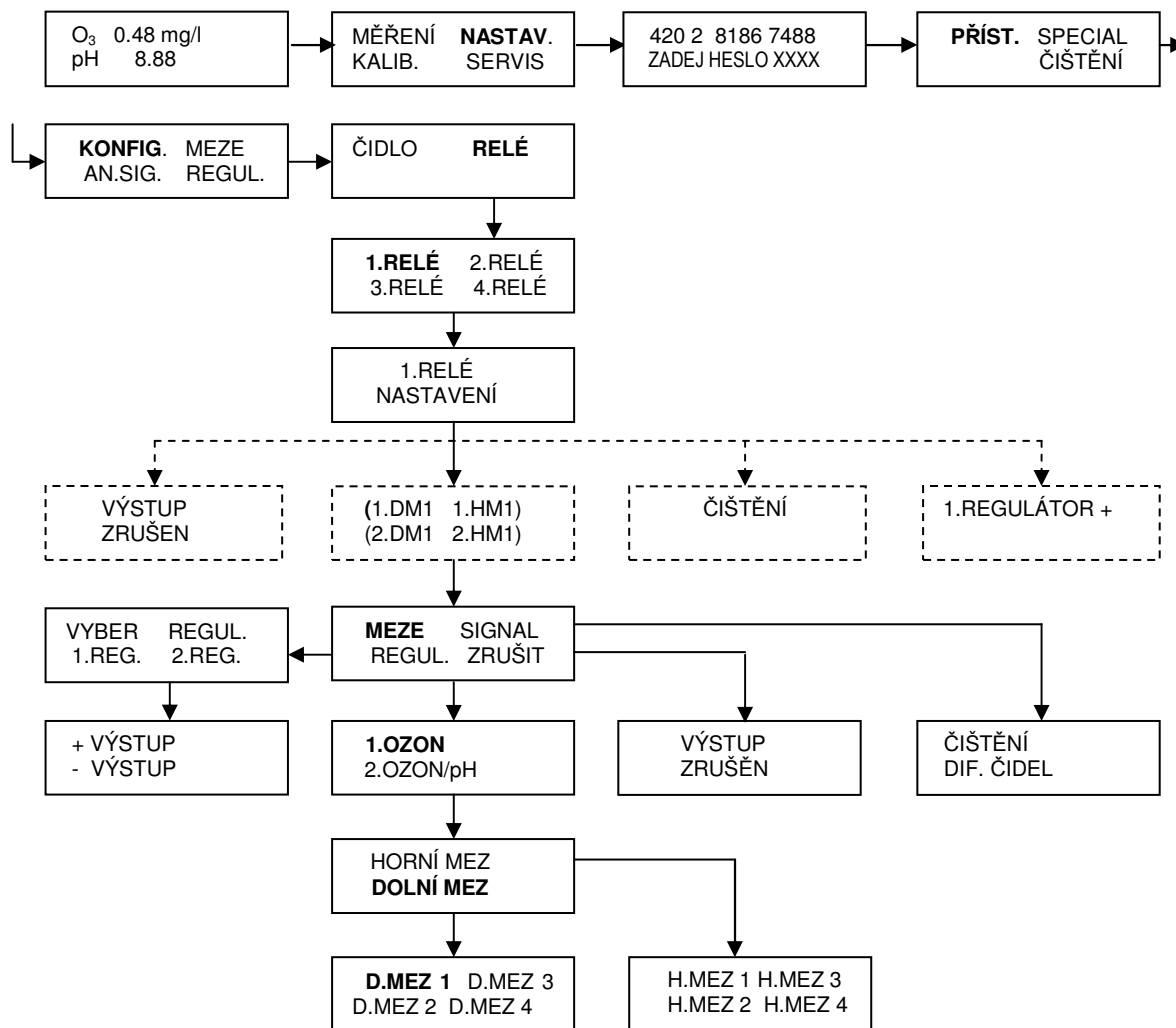 O₃ 0.48 mg/l
pH 8.88
MĚŘENÍ NASTAV.
KALIB. SERVIS
420 2 8186 7488
ZADEJ HESLO XXXX
PŘÍST. SPECIAL
ČIŠTĚNÍ
KONFIG. MEZE
AN.SIG. REGUL.
ČIDLO RELÉ
1.RELÉ 2.RELÉ
3.RELÉ 4.RELÉ
1.RELÉ
NASTAVENÍ
VÝSTUP
ZRUŠEN
(1.DM1 1.HM1)
(2.DM1 2.HM1)
ČIŠTĚNÍ
1.REGULÁTOR +
VYBER REGUL.
1.REG. 2.REG.
MEZE SIGNAL
REGUL. ZRUŠIT
+ VÝSTUP
- VÝSTUP
1.OZON
2.OZON/pH
VÝSTUP
ZRUŠĚN
ČIŠTĚNÍ
DIF. ČIDEL
HORNÍ MEZ
DOLNÍ MEZ
D.MEZ 1 D.MEZ 3
D.MEZ 2 D.MEZ 4
H.MEZ 1 H.MEZ 3
H.MEZ 2 H.MEZ 4